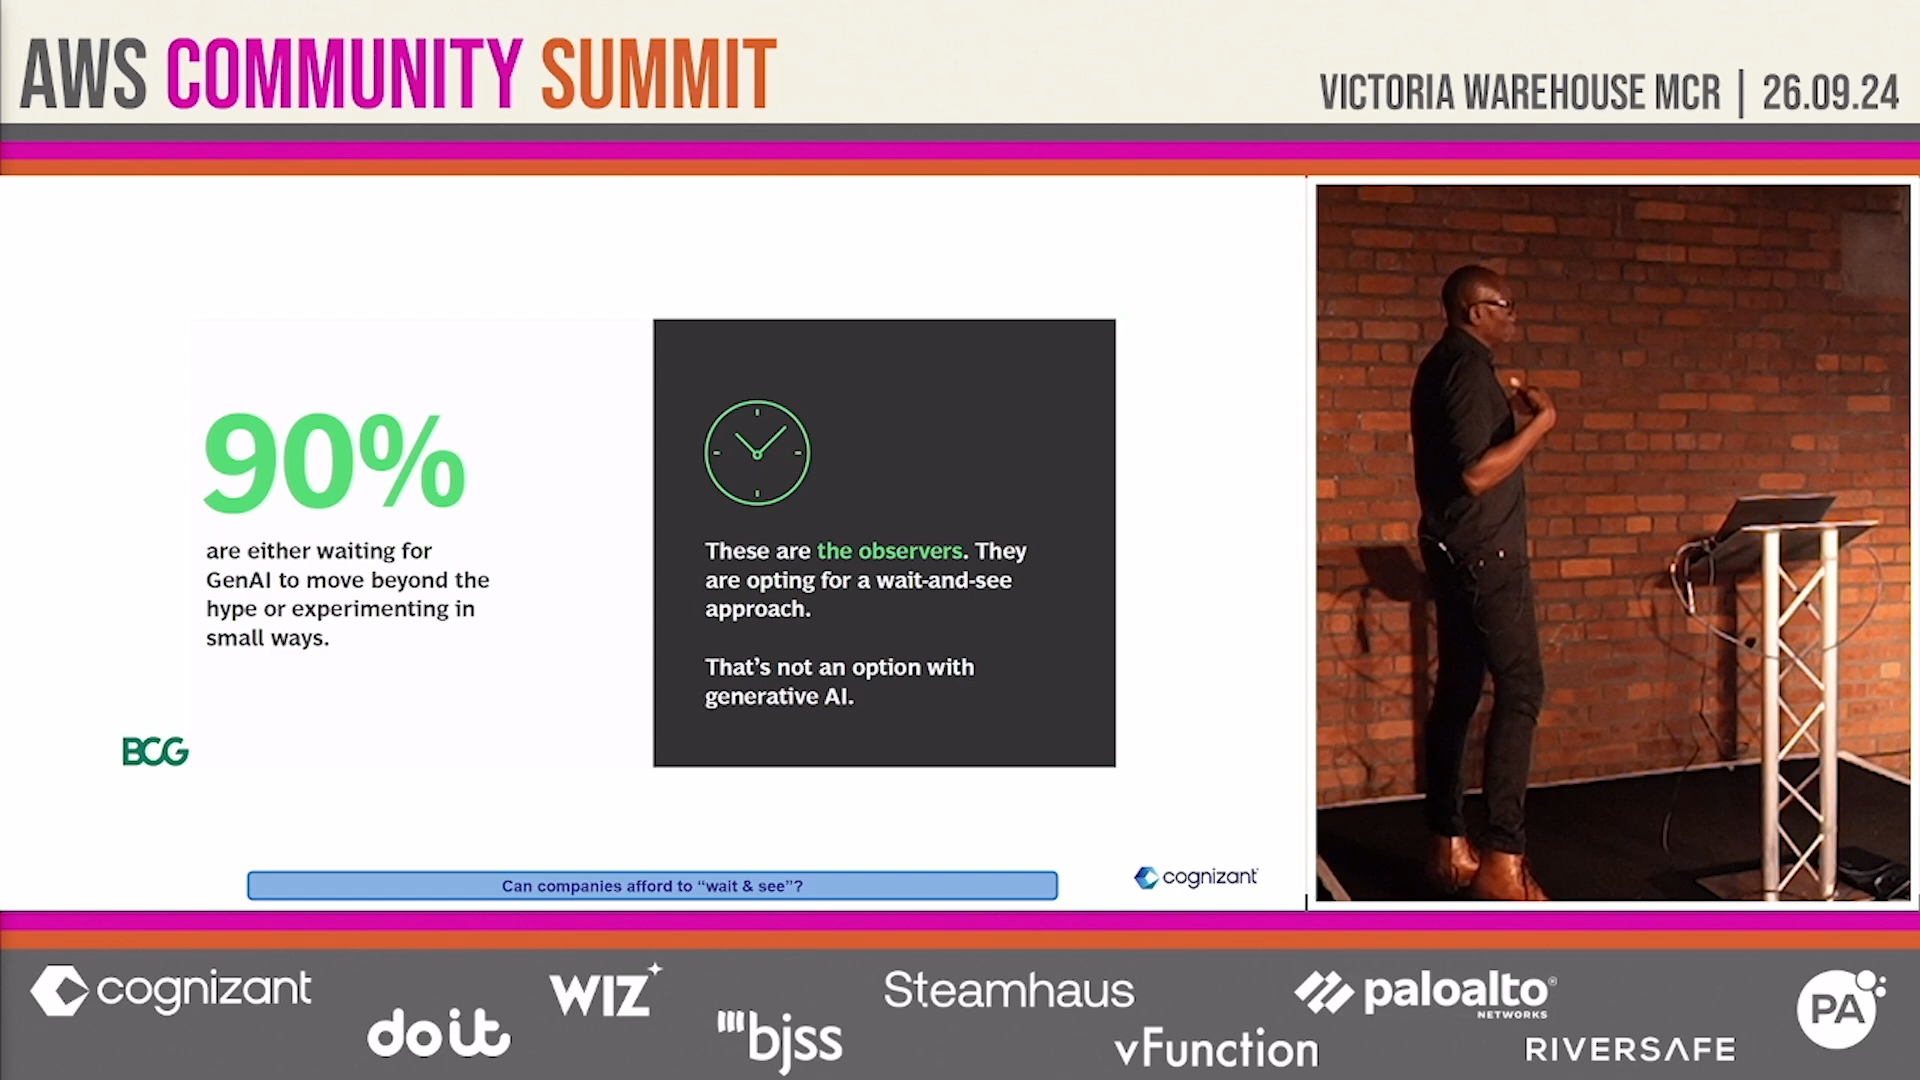 AWS COMMUNITY SUMMIT
VICTORIA WAREHOUSE MCR | 26.09.24
90%
are either waiting for
GenAI to move beyond the
hype or experimenting in
small ways.
These are the observers. They
are opting for a wait-and-see
approach.
That's not an option with
generative AI.
BCG
Can companies afford to “wait & see”?
cognizant
cognizant
doit
WIZ
bjss
Steamhaus
vFunction
paloalto®
NETWORKS
RIVERSAFE
PA